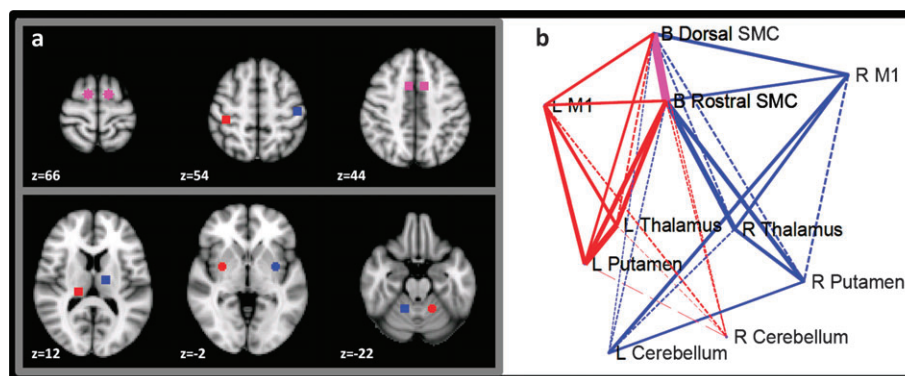 a
z=66
z=54
z=44
z=12
z=-2
z=-22
b
B Dorsal SMC
R M1
L M1
B Rostral SMC
L Thalamus
R Thalamus
L Putamen
R Putamen
R Cerebellum
L Cerebellum